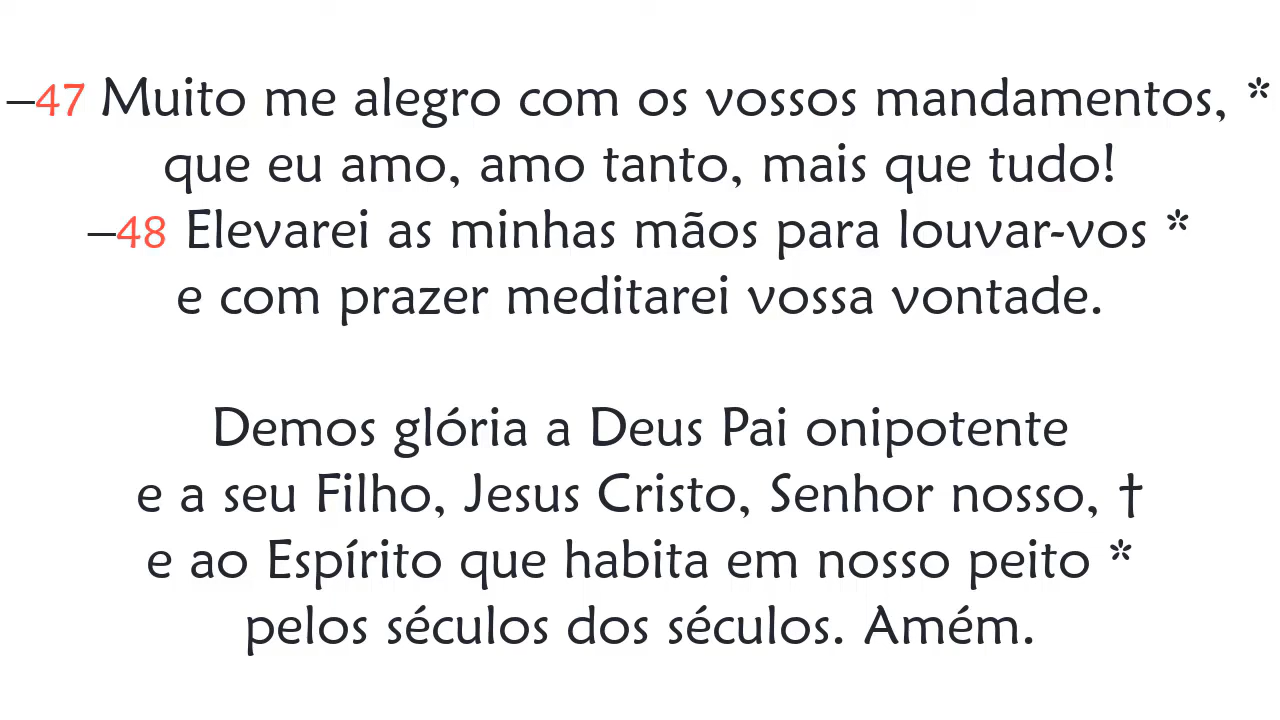 –47 Muito me alegro com os vossos mandamentos, *
que eu amo, amo tanto, mais que tudo!
–48 Elevarei as minhas mãos para louvar-vos *
e com prazer meditarei vossa vontade.
Demos glória a Deus Pai onipotente
e a seu Filho, Jesus Cristo, Senhor nosso, †
e ao Espírito que habita em nosso peito *
pelos séculos dos séculos. Amém.